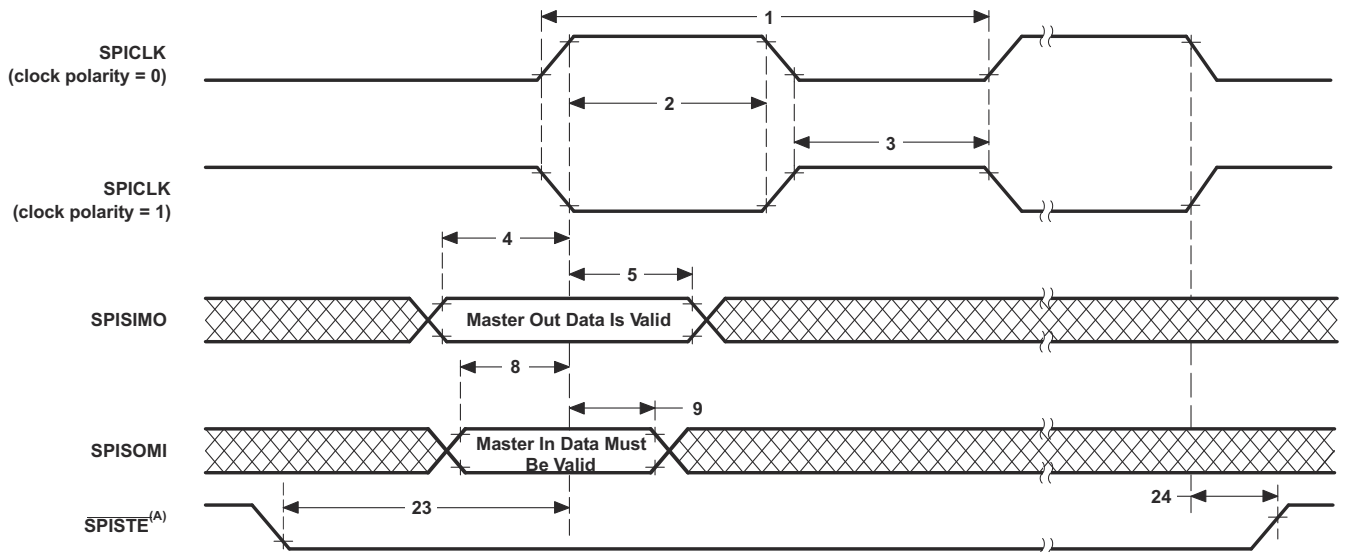 1
SPICLK
(clock polarity = 0)
2
3
SPICLK
(clock polarity = 1)
4
5
SPISIMO
Master Out Data Is Valid
8
9
SPISOMI
Master In Data Must
Be Valid
23
24
SPISTE(A)